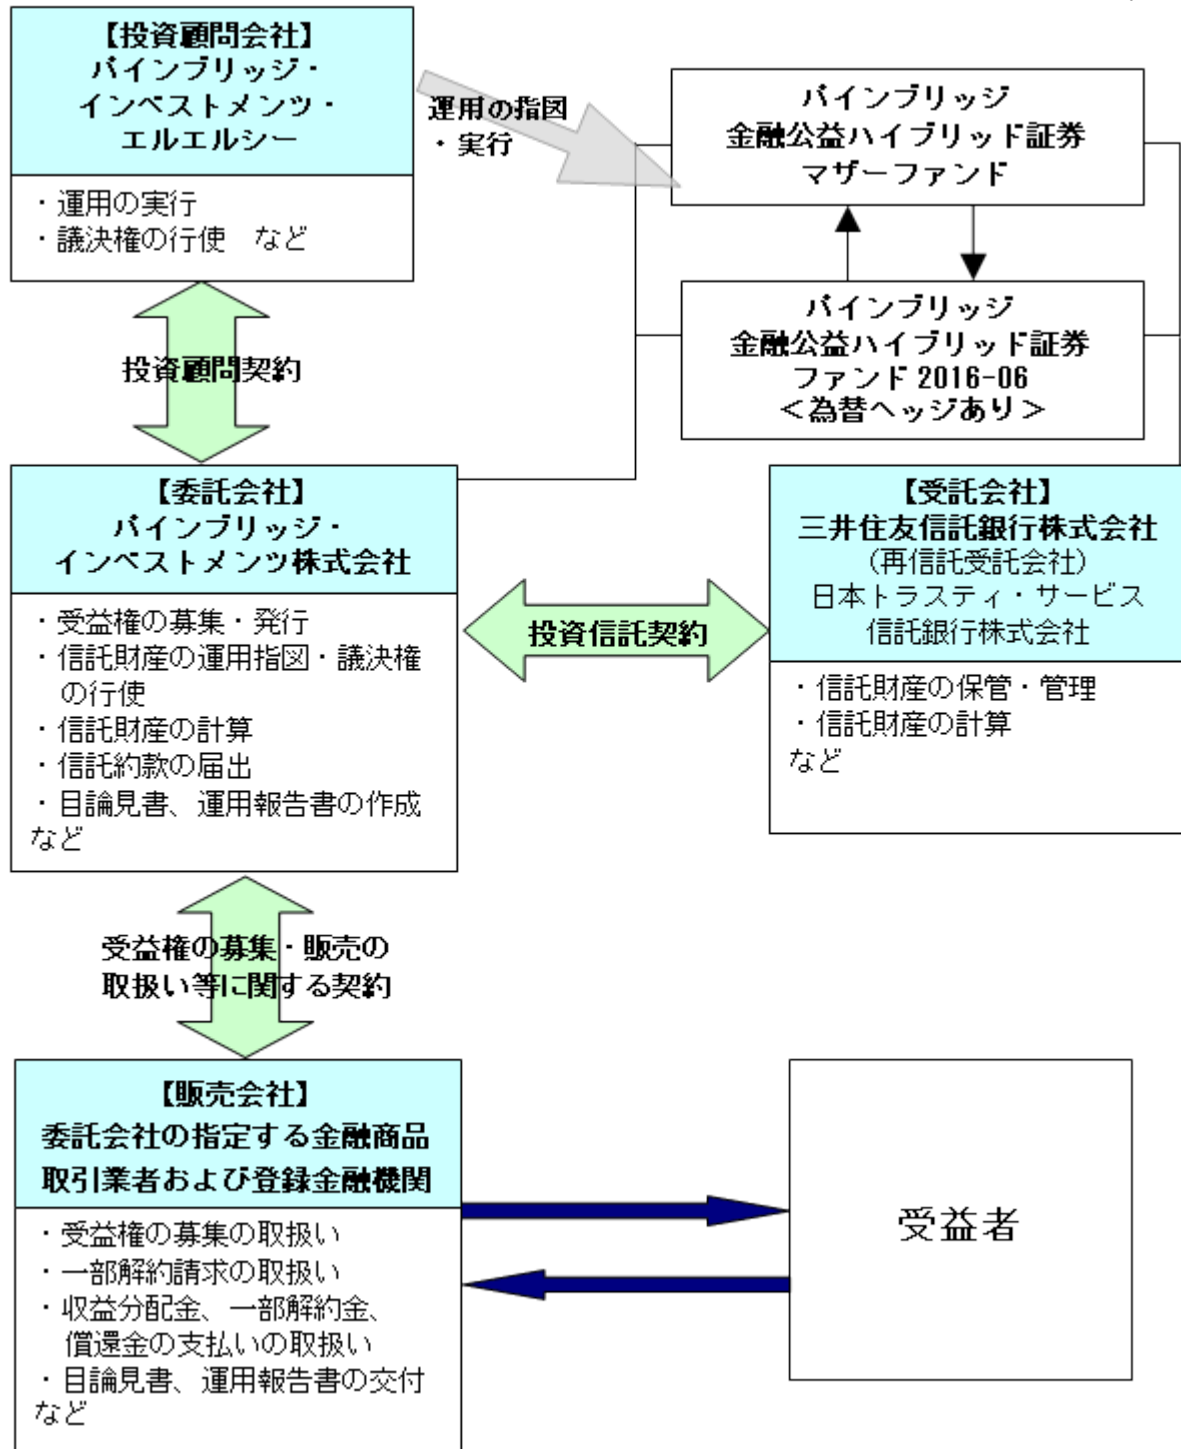 【投資顧問会社】
パインブリッジ・
インベストメンツ・
エルエルシー
・運用の実行
・議決権の行使　など
運用の指図
・実行
パインブリッジ
金融公益ハイブリッド証券
マザーファンド
パインブリッジ
金融公益ハイブリッド証券
ファンド 2016-06
＜為替ヘッジあり＞
投資顧問契約
【委託会社】
パインブリッジ・
インベストメンツ株式会社
・受益権の募集・発行
・信託財産の運用指図・議決権
の行使
・信託財産の計算
・信託約款の届出
・目論見書、運用報告書の作成
など
投資信託契約
【受託会社】
三井住友信託銀行株式会社
（再信託受託会社）
日本トラスティ・サービス
信託銀行株式会社
・信託財産の保管・管理
・信託財産の計算
など
受益権の募集・販売の
取扱い等に関する契約
【販売会社】
委託会社の指定する金融商品
取引業者および登録金融機関
・受益権の募集の取扱い
・一部解約請求の取扱い
・収益分配金、一部解約金、
償還金の支払いの取扱い
・目論見書、運用報告書の交付
など
受益者